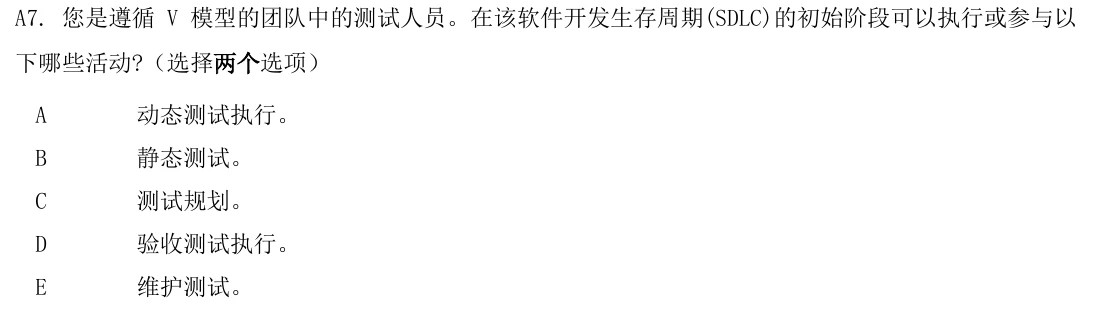 A7. 您是遵循 V 模型的团队中的测试人员。在该软件开发生存周期(SDLC)的初始阶段可以执行或参与以
下哪些活动?（选择两个选项）
A 动态测试执行。
B 静态测试。
C 测试规划。
D 验收测试执行。
E 维护测试。